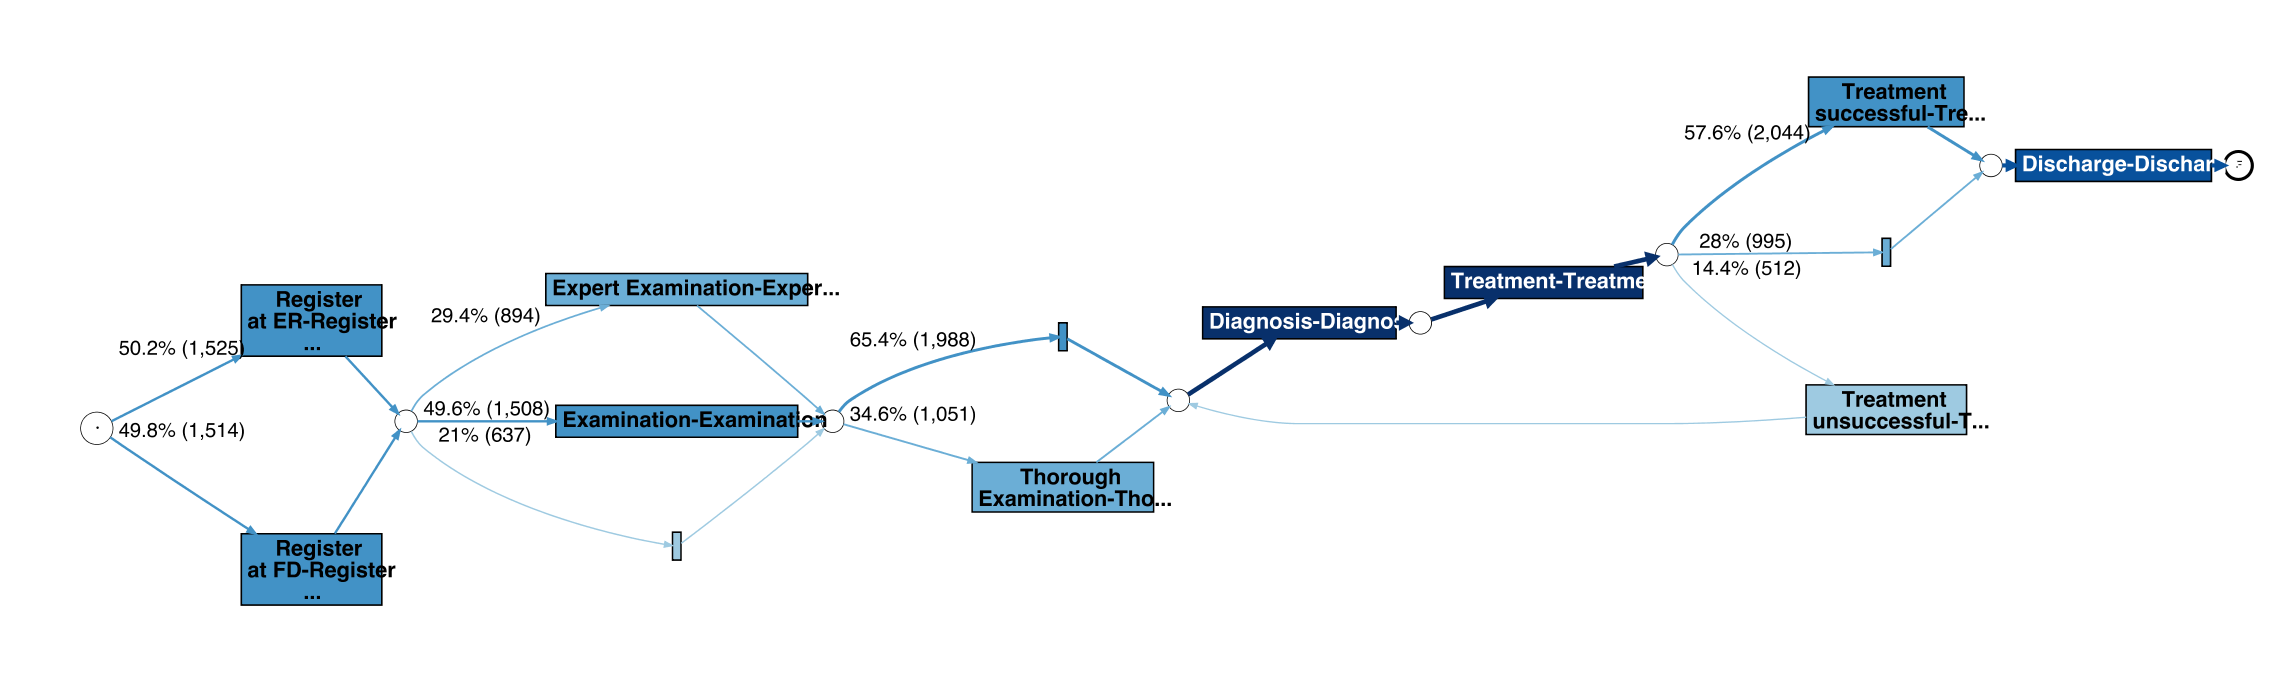 Treatment
successful-Tre...
57.6% (2,044)
Discharge-Dischar
28% (995)
14.4% (512)
Treatment-Treatme
Expert Examination-Exper...
Register
at ER-Register
...
29.4% (894)
Diagnosis-Diagnos
50.2% (1,525)
65.4% (1,988)
49.6% (1,508)
Examination-Examination
34.6% (1,051)
49.8% (1,514)
21% (637)
Treatment
unsuccessful-T...
Thorough
Examination-Tho...
Register
at FD-Register
...